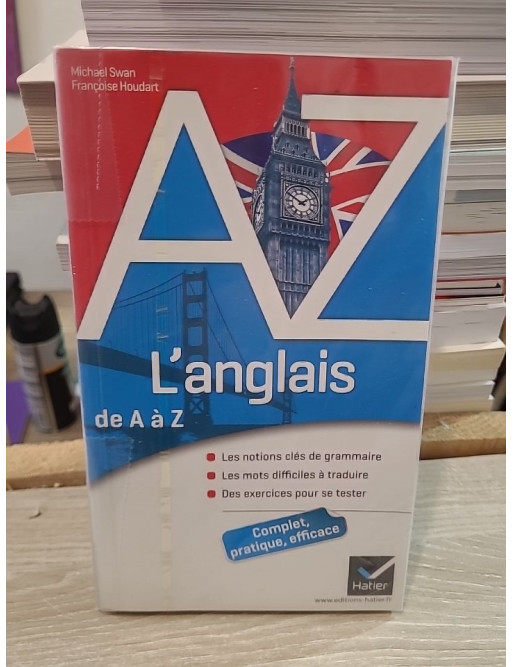 Michael Swan
Françoise Houdart
AZ
L'anglais
de A à Z
Les notions clés de grammaire
Les mots difficiles à traduire
Des exercices pour se tester
Complet,
pratique, efficace
Hatier
www.editions-hatier.fr